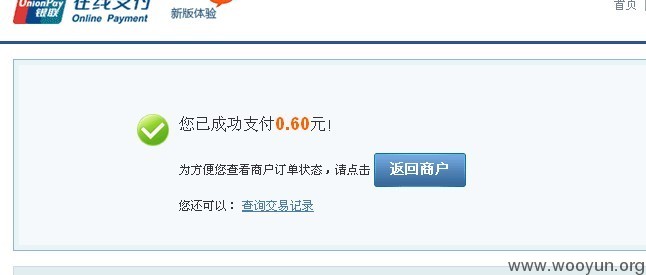 UnionPay
银联
在线支付
Online Payment
新版体验
首页
您已成功支付0.60元!
为方便您查看商户订单状态，请点击 返回商户
您还可以： 查询交易记录
www.wooyun.org